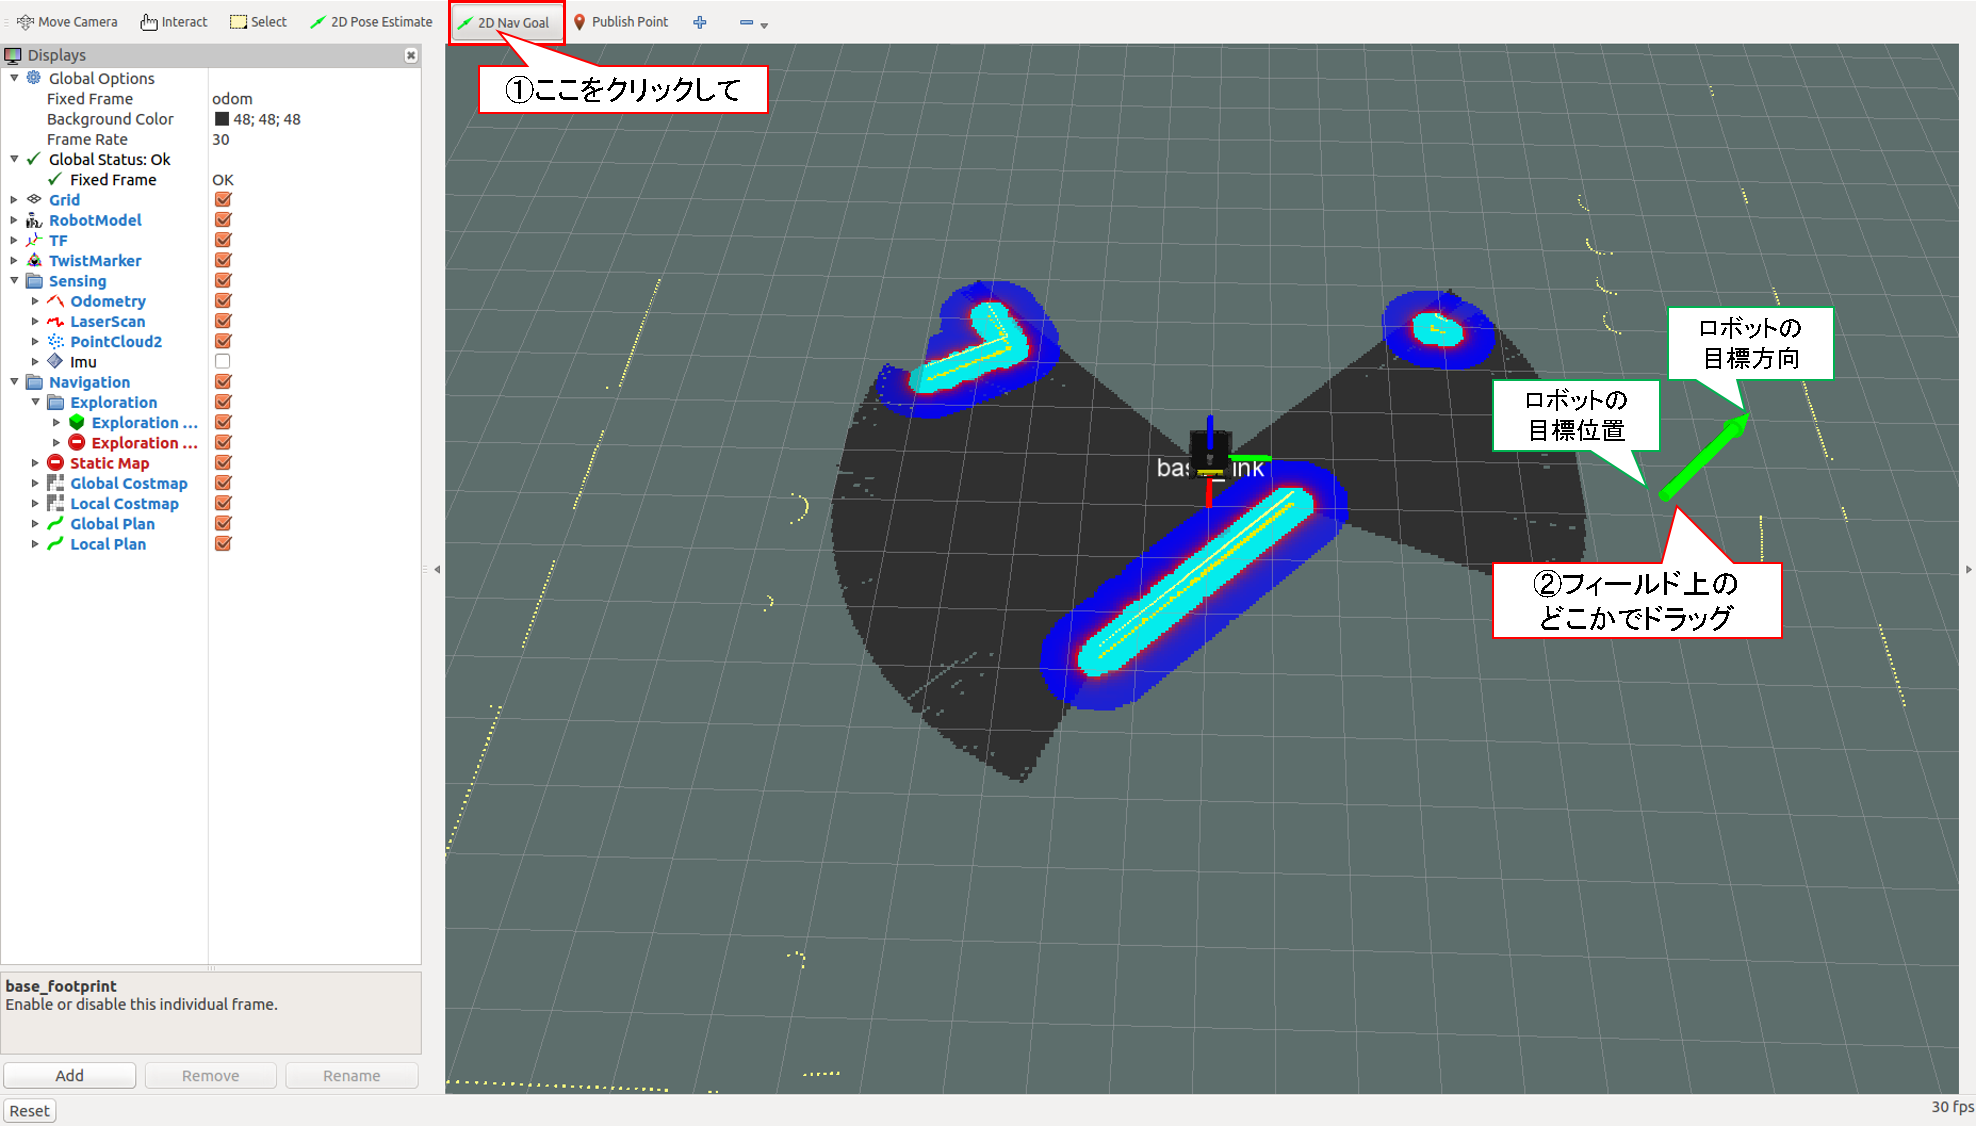 Move Camera Interact Select 2D Pose Estimate 2D Nav Goal Publish Point
①ここをクリックして
Displays
Global Options
Fixed Frame odom
Background Color 48; 48; 48
Frame Rate 30
Global Status: Ok
Fixed Frame OK
Grid
RobotModel
TF
TwistMarker
Sensing
Odometry
LaserScan
PointCloud2
Imu
Navigation
Exploration
Exploration ...
Exploration ...
Static Map
Global Costmap
Local Costmap
Global Plan
Local Plan
ロボットの
目標方向
ロボットの
目標位置
bas ink
②フィールド上の
どこかでドラッグ
base_footprint
Enable or disable this individual frame.
Add Remove Rename
Reset
30 fps